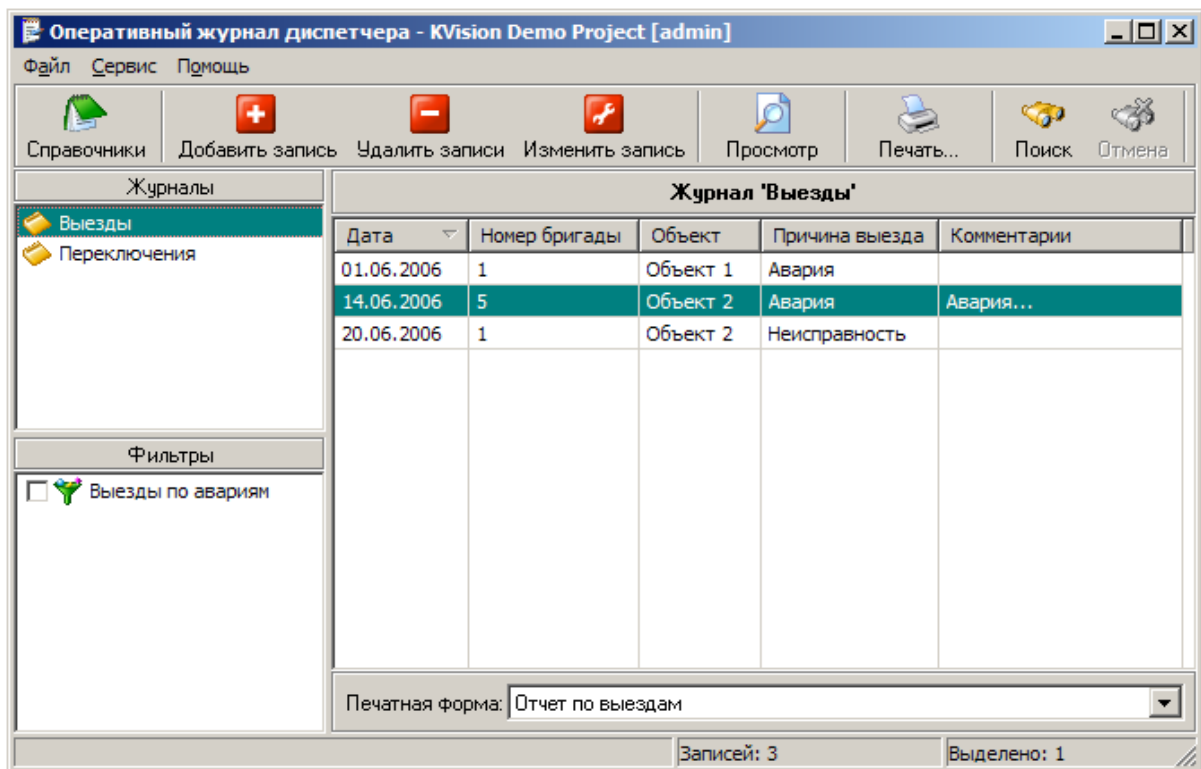 Оперативный журнал диспетчера - KVision Demo Project [admin]
Файл Сервис Помощь
Справочники Добавить запись Удалить записи Изменить запись Просмотр Печать... Поиск Отмена
Журналы
Выезды
Переключения
Фильтры
Выезды по авариям
Журнал 'Выезды'
Дата Номер бригады Объект Причина выезда Комментарии
01.06.2006 1 Объект 1 Авария
14.06.2006 5 Объект 2 Авария Авария...
20.06.2006 1 Объект 2 Неисправность
Печатная форма: Отчет по выездам
Записей: 3 Выделено: 1